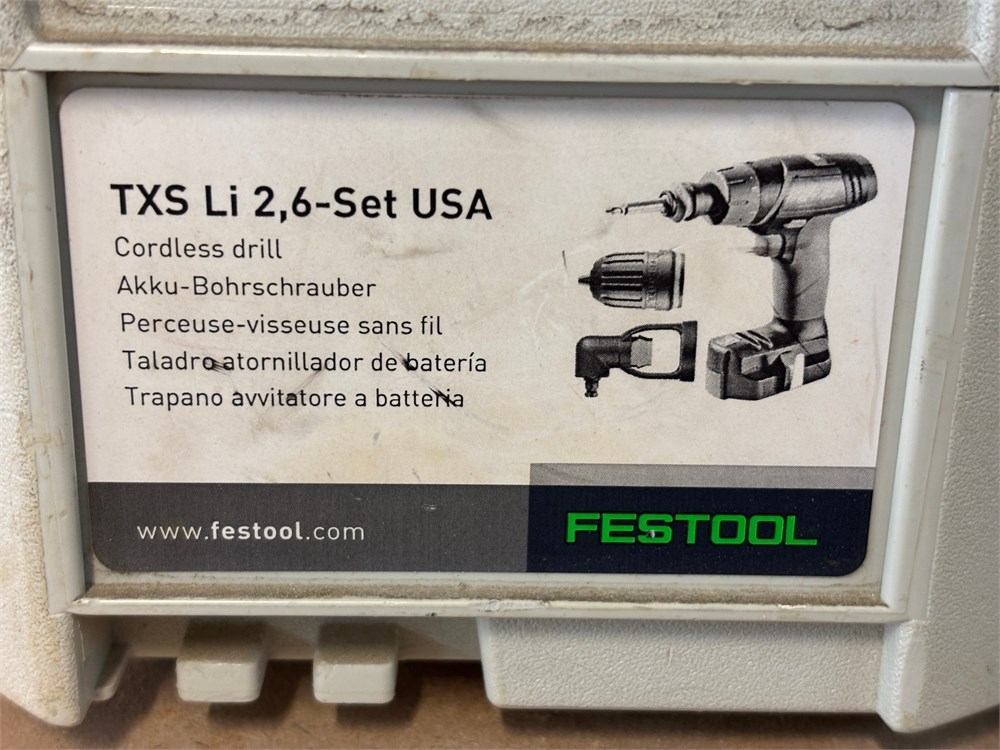 TXS Li 2,6-Set USA
Cordless drill
Akku-Bohrschrauber
Perceuse-visseuse sans fil
Taladro atornillador de batería
Trapano avvitatore a batteria
www.festool.com
FESTOOL